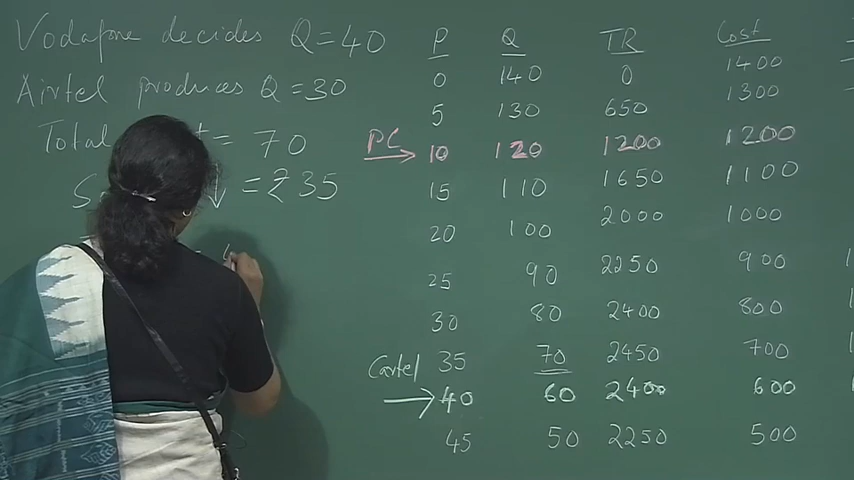 Vodafone decides Q = 40
Airtel produces Q = 30
Total = 70
= ₹35
P Q TR Cost
0 140 0 1400
5 130 650 1300
PC → 10 120 1200 1200
15 110 1650 1100
20 100 2000 1000
25 90 2250 900
30 80 2400 800
35 70 2450 700
Cartel → 40 60 2400 600
45 50 2250 500